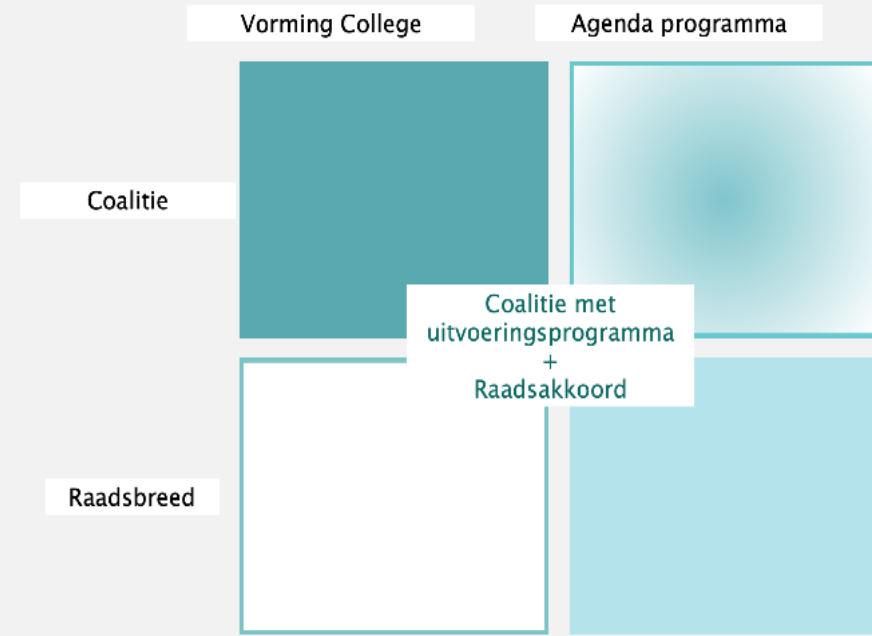 Vorming College
Agenda programma
Coalitie
Coalitie met
uitvoeringsprogramma
+
Raadsakkoord
Raadsbreed